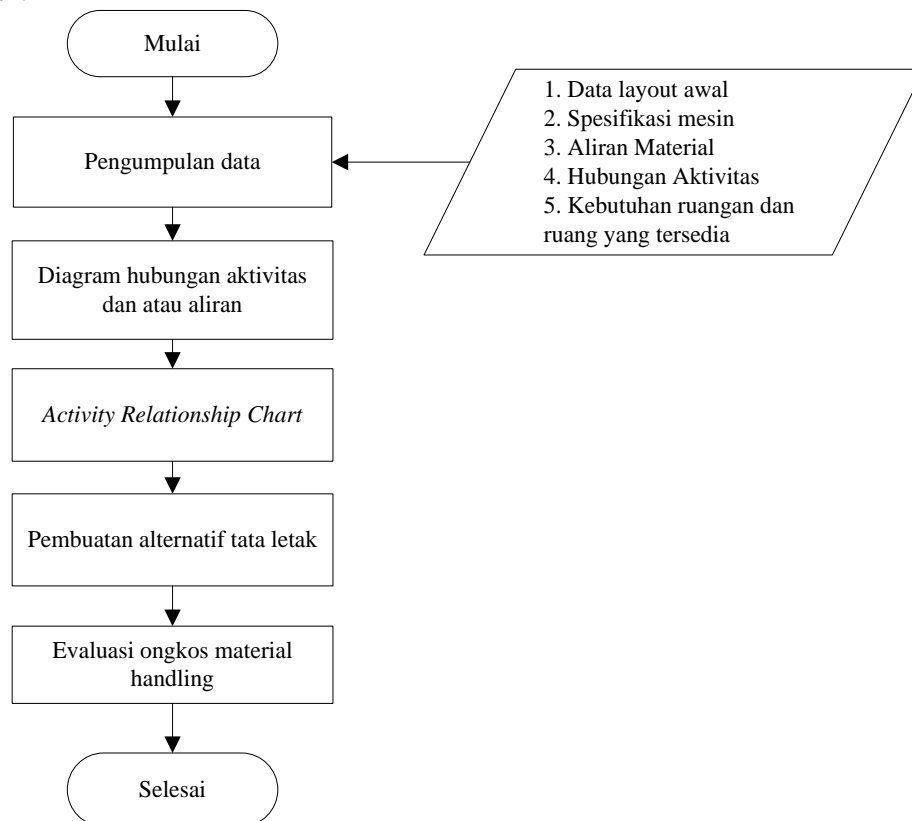 Mulai
Pengumpulan data
1. Data layout awal
2. Spesifikasi mesin
3. Aliran Material
4. Hubungan Aktivitas
5. Kebutuhan ruangan dan
ruang yang tersedia
Diagram hubungan aktivitas
dan atau aliran
Activity Relationship Chart
Pembuatan alternatif tata letak
Evaluasi ongkos material
handling
Selesai